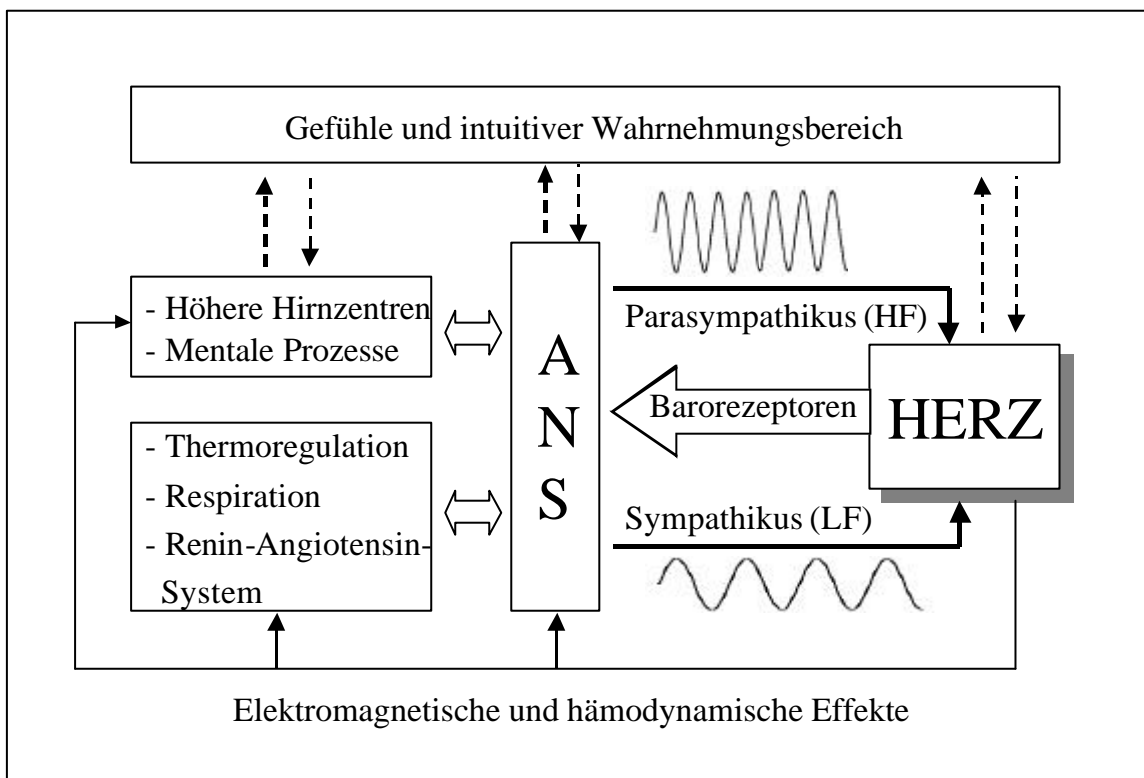 Gefühle und intuitiver Wahrnehmungsbereich
- Höhere Hirnzentren
- Mentale Prozesse
- Thermoregulation
- Respiration
- Renin-Angiotensin-
System
A
N
S
Parasympathikus (HF)
Barorezeptoren
HERZ
Sympathikus (LF)
Elektromagnetische und hämodynamische Effekte